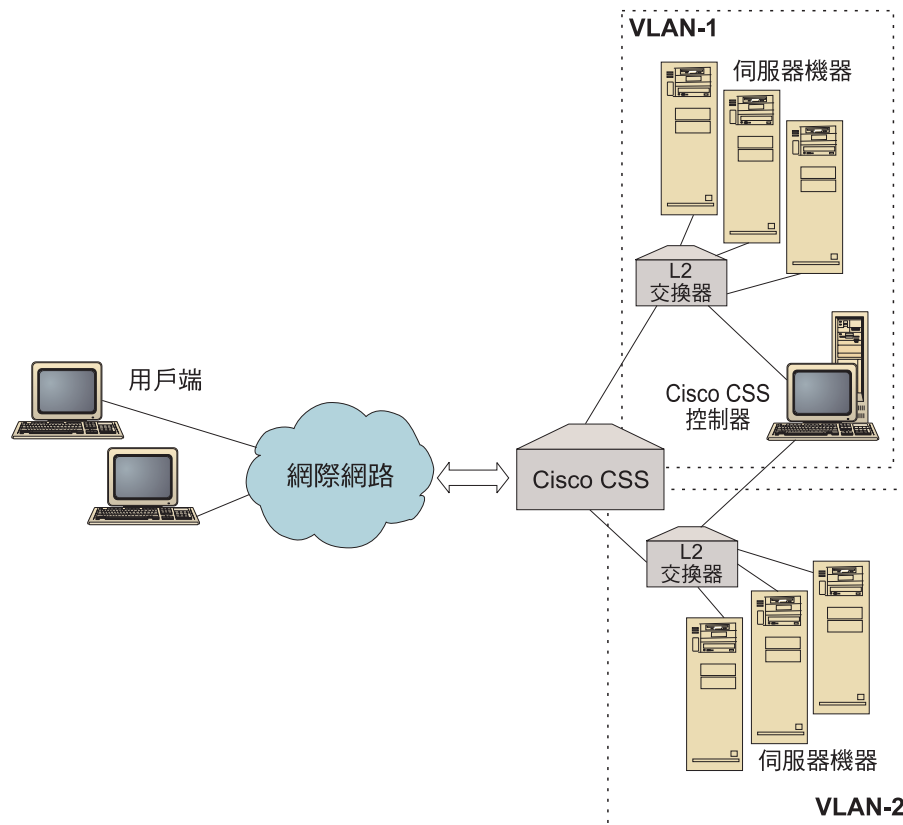 VLAN-1
伺服器機器
L2
交換器
用戶端
Cisco CSS
控制器
網際網路
Cisco CSS
L2
交換器
伺服器機器
VLAN-2